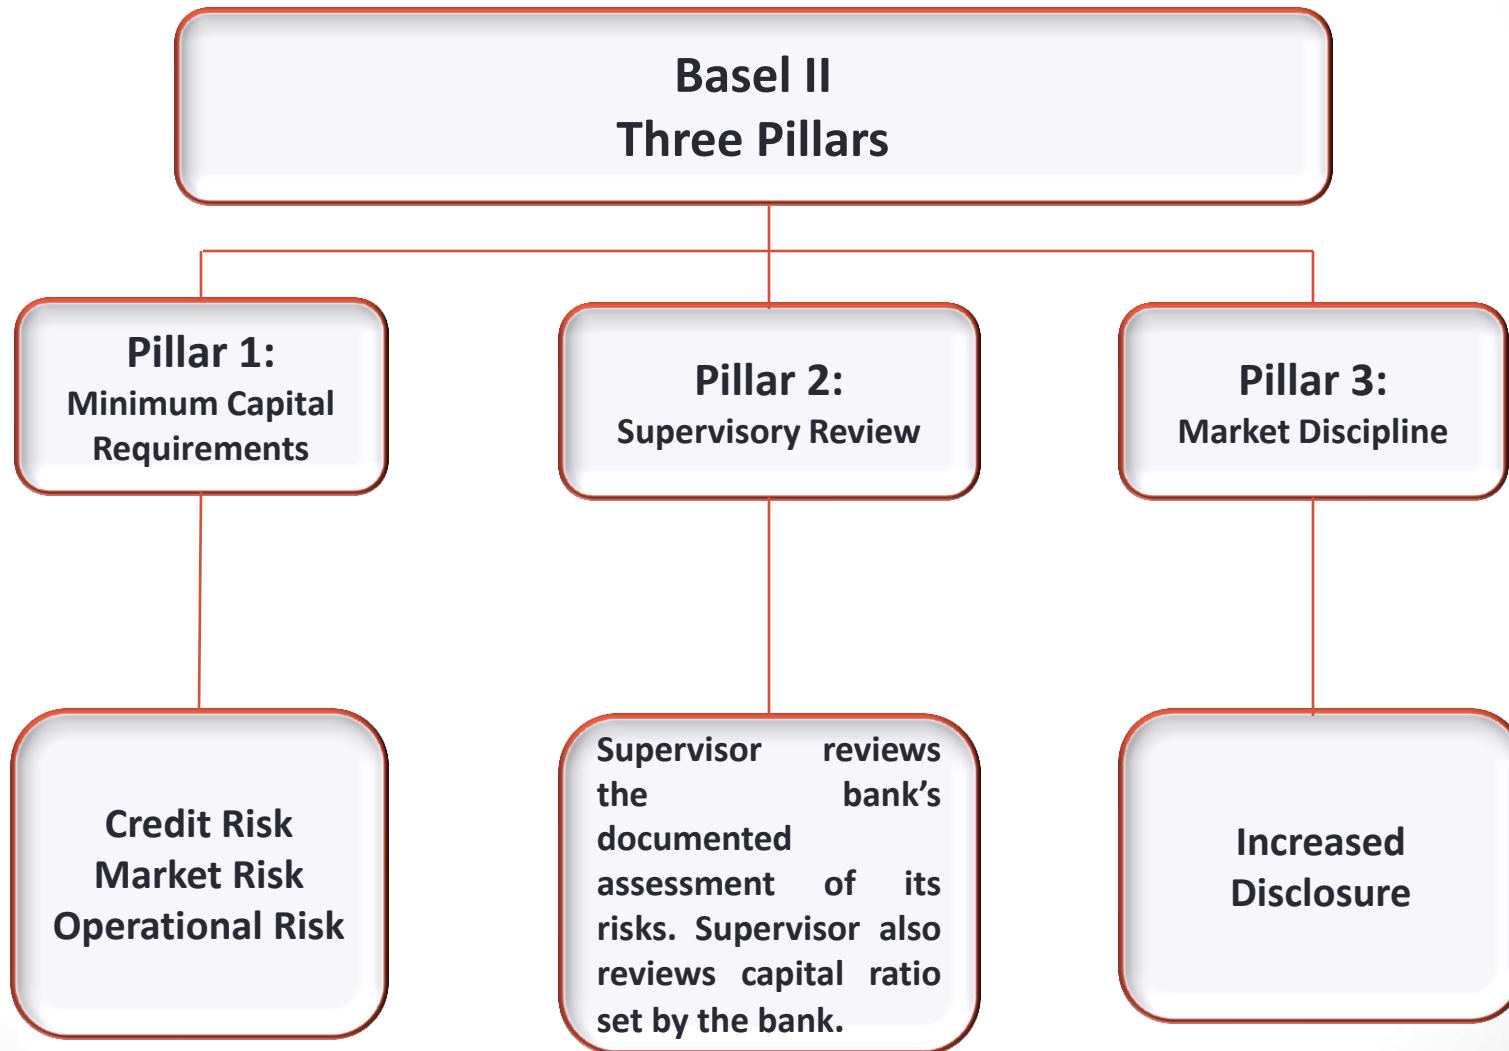 Basel II
Three Pillars
Pillar 1:
Minimum Capital
Requirements
Pillar 2:
Supervisory Review
Pillar 3:
Market Discipline
Credit Risk
Market Risk
Operational Risk
Supervisor reviews
the bank’s
documented
assessment of its
risks. Supervisor also
reviews capital ratio
set by the bank.
Increased
Disclosure